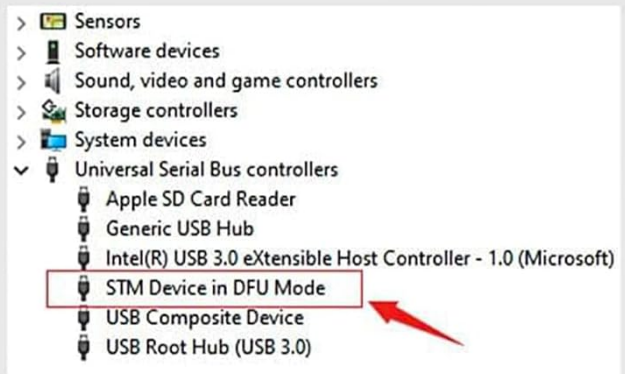 Sensors
Software devices
Sound, video and game controllers
Storage controllers
System devices
Universal Serial Bus controllers
Apple SD Card Reader
Generic USB Hub
Intel(R) USB 3.0 eXtensible Host Controller - 1.0 (Microsoft)
STM Device in DFU Mode
USB Composite Device
USB Root Hub (USB 3.0)